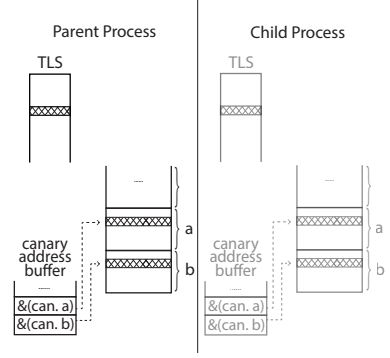 Parent Process
TLS
......
a
b
canary
address
buffer
......
&(can. a)
&(can. b)
Child Process
TLS
......
a
b
canary
address
buffer
......
&(can. a)
&(can. b)